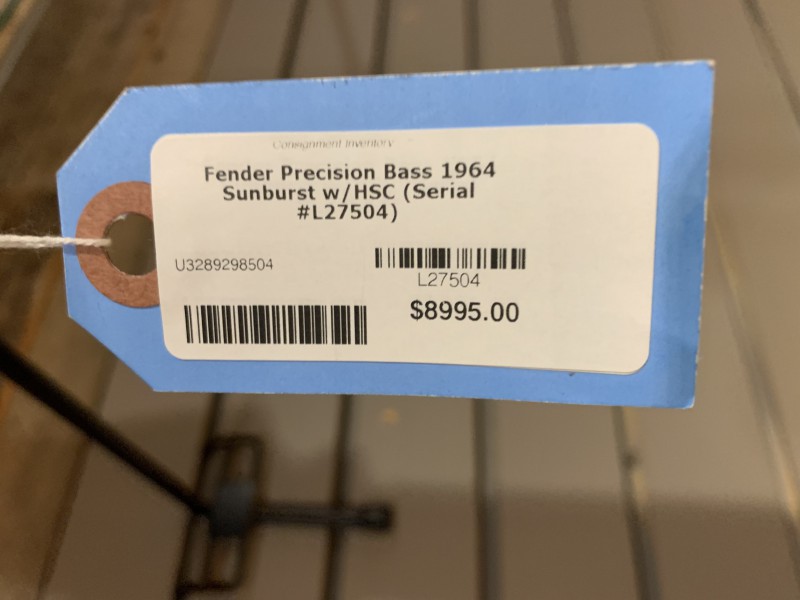 Consignment Inventory
Fender Precision Bass 1964
Sunburst w/HSC (Serial
#L27504)
U3289298504
L27504
$8995.00